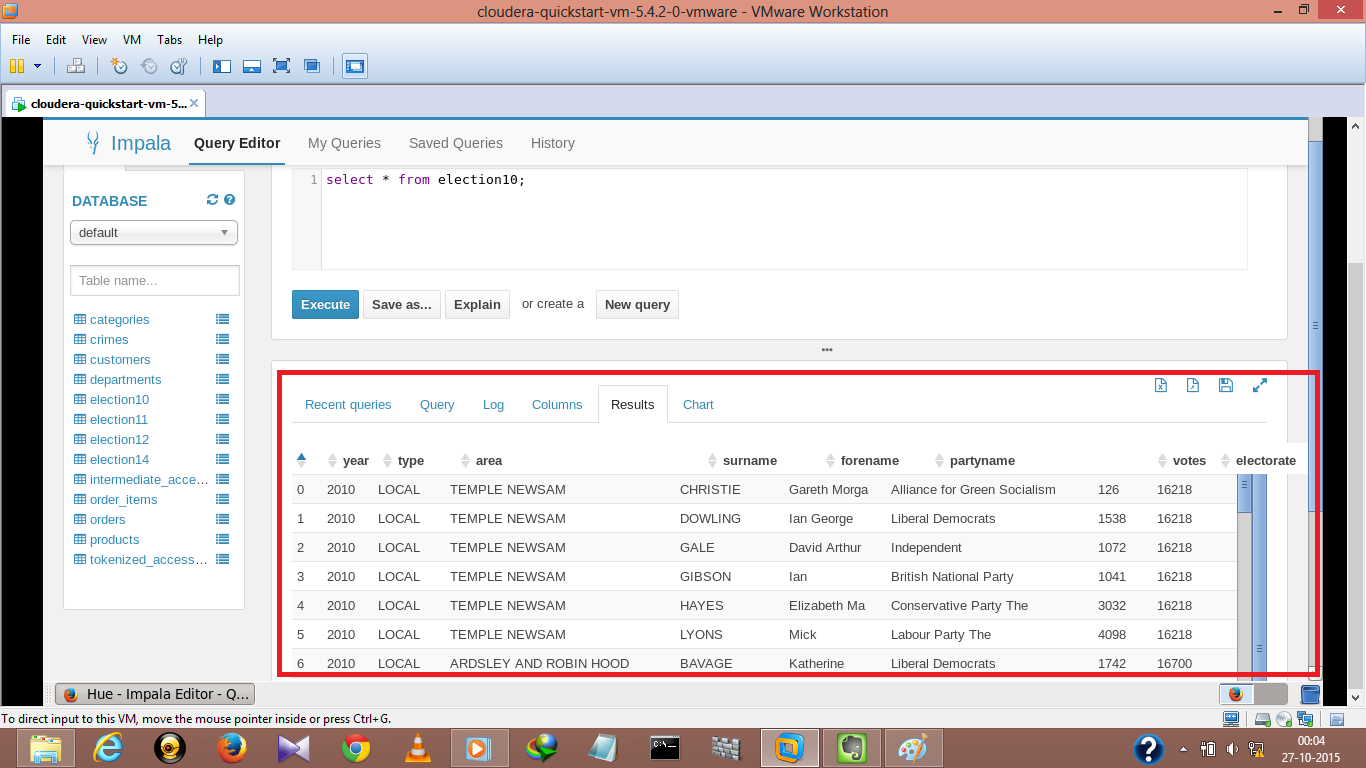 cloudera-quickstart-vm-5.4.2-0-vmware - VMware Workstation
File Edit View VM Tabs Help
cloudera-quickstart-vm-5...
Impala Query Editor My Queries Saved Queries History
1 select * from election10;
DATABASE
default
Table name...
Execute Save as... Explain or create a New query
categories
crimes
customers
departments
election10
election11
election12
election14
intermediate_acce...
order_items
orders
products
tokenized_access...
Recent queries Query Log Columns Results Chart
year type area surname forename partyname votes electorate
0 2010 LOCAL TEMPLE NEWSAM CHRISTIE Gareth Morga Alliance for Green Socialism 126 16218
1 2010 LOCAL TEMPLE NEWSAM DOWLING Ian George Liberal Democrats 1538 16218
2 2010 LOCAL TEMPLE NEWSAM GALE David Arthur Independent 1072 16218
3 2010 LOCAL TEMPLE NEWSAM GIBSON Ian British National Party 1041 16218
4 2010 LOCAL TEMPLE NEWSAM HAYES Elizabeth Ma Conservative Party The 3032 16218
5 2010 LOCAL TEMPLE NEWSAM LYONS Mick Labour Party The 4098 16218
6 2010 LOCAL ARDSLEY AND ROBIN HOOD BAVAGE Katherine Liberal Democrats 1742 16700
Hue - Impala Editor - Q...
To direct input to this VM, move the mouse pointer inside or press Ctrl+G.
00:04
27-10-2015